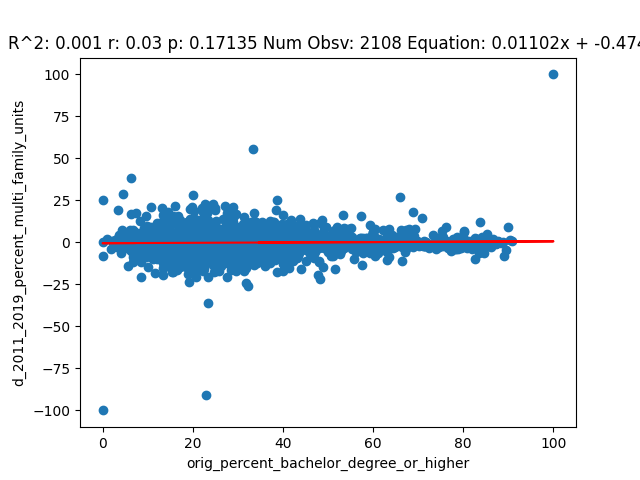 R^2: 0.001 r: 0.03 p: 0.17135 Num Obsv: 2108 Equation: 0.01102x + -0.474
100
75
50
25
0
−25
−50
−75
−100
d_2011_2019_percent_multi_family_units
0 20 40 60 80 100
orig_percent_bachelor_degree_or_higher